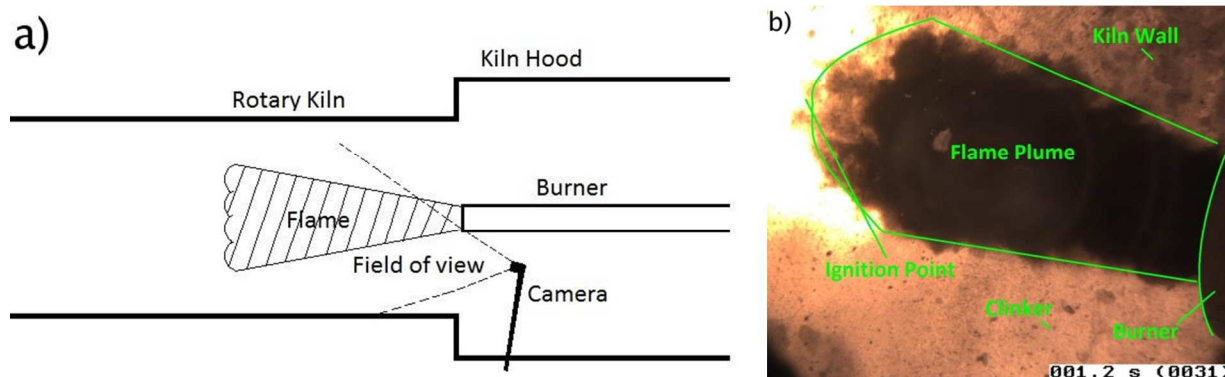 a)
Kiln Hood
Rotary Kiln
Burner
Flame
Field of view
Camera
b)
Kiln Wall
Flame Plume
Ignition Point
Clinker
Burner
001.2 s (0031)